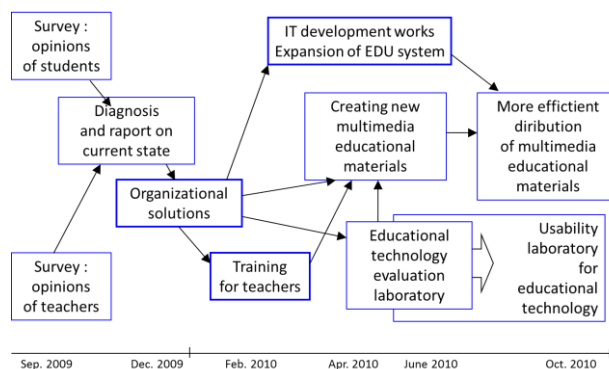 Survey :
opinions
of students
IT development works
Expansion of EDU system
Diagnosis
and raport on
current state
Creating new
multimedia
educational
materials
More effictient
diribution
of multimedia
educational
materials
Organizational
solutions
Survey :
opinions
of teachers
Training
for teachers
Educational
technology
evaluation
laboratory
Usability
laboratory
for
educational
technology
Sep. 2009
Dec. 2009
Feb. 2010
Apr. 2010
June 2010
Oct. 2010